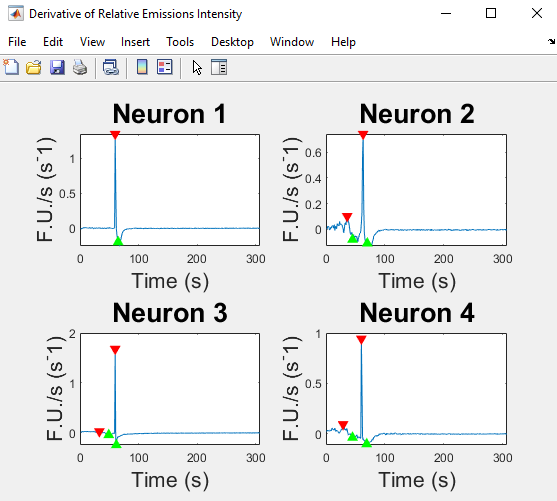 Derivative of Relative Emissions Intensity
File Edit View Insert Tools Desktop Window Help
Neuron 1
F.U./s (s-1)
1
0.5
0
0 100 200 300
Time (s)
Neuron 2
F.U./s (s-1)
0.6
0.4
0.2
0
0 100 200 300
Time (s)
Neuron 3
F.U./s (s-1)
2
1
0
0 100 200 300
Time (s)
Neuron 4
F.U./s (s-1)
1
0.5
0
0 100 200 300
Time (s)